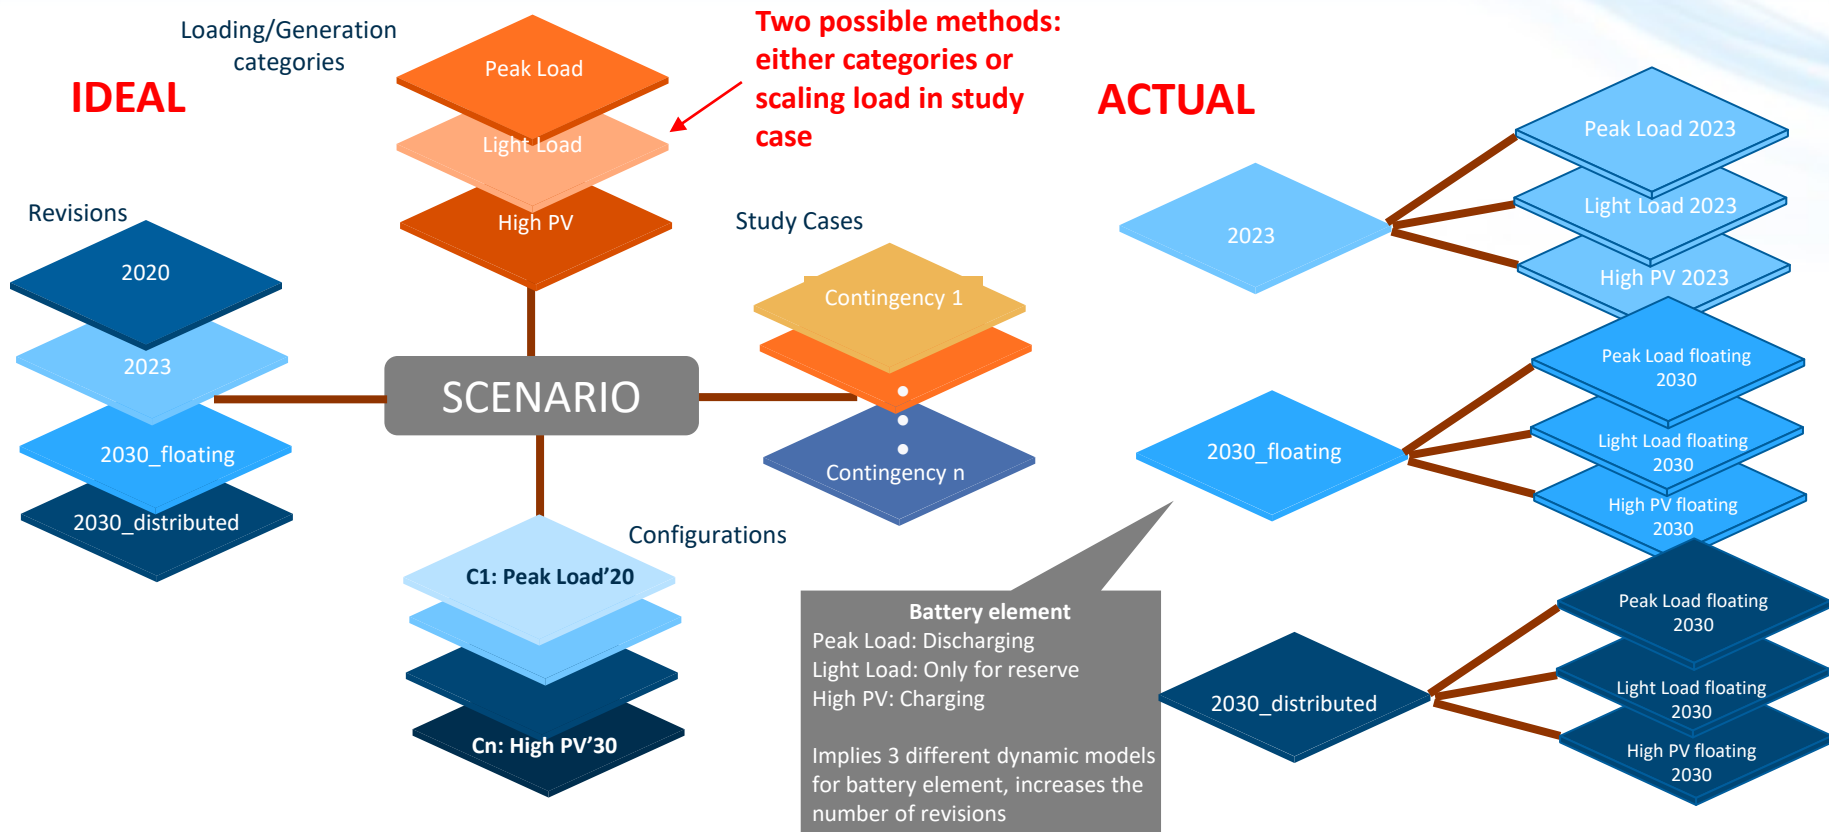 Loading/Generation
categories
IDEAL
Peak Load
Light Load
High PV
Two possible methods:
either categories or
scaling load in study
case
Revisions
2020
2023
2030_floating
2030_distributed
SCENARIO
Study Cases
Contingency 1
Contingency n
Configurations
C1: Peak Load'20
Cn: High PV'30
ACTUAL
2023
Peak Load 2023
Light Load 2023
High PV 2023
2030_floating
Peak Load floating
2030
Light Load floating
2030
High PV floating
2030
Battery element
Peak Load: Discharging
Light Load: Only for reserve
High PV: Charging
Implies 3 different dynamic models
for battery element, increases the
number of revisions
2030_distributed
Peak Load floating
2030
Light Load floating
2030
High PV floating
2030